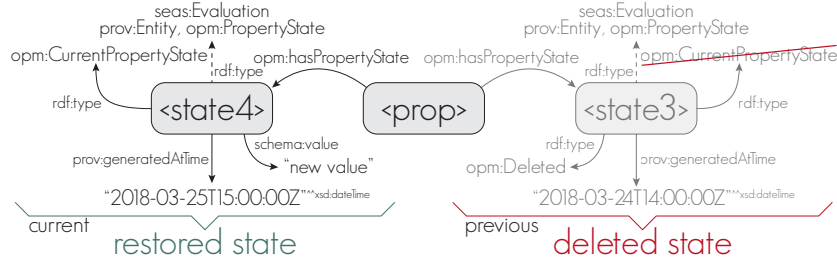 seas:Evaluation
prov:Entity, opm:PropertyState
opm:CurrentPropertyState
rdf:type
opm:hasPropertyState
rdf:type
<state4>
schema:value
prov:generatedAtTime
"new value"
"2018-03-25T15:00:00Z"^^xsd:dateTime
current
restored state
<prop>
seas:Evaluation
prov:Entity, opm:PropertyState
opm:hasPropertyState
opm:CurrentPropertyState
rdf:type
rdf:type
<state3>
rdf:type
opm:Deleted
prov:generatedAtTime
"2018-03-24T14:00:00Z"^^xsd:dateTime
previous
deleted state